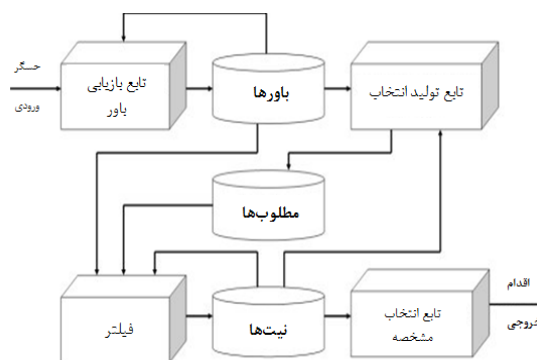 حسگر
ورودی
تابع بازیابی
باور
باورها
تابع تولید انتخاب
مطلوب‌ها
فیلتر
نیت‌ها
تابع انتخاب
مشخصه
اقدام
خروجی